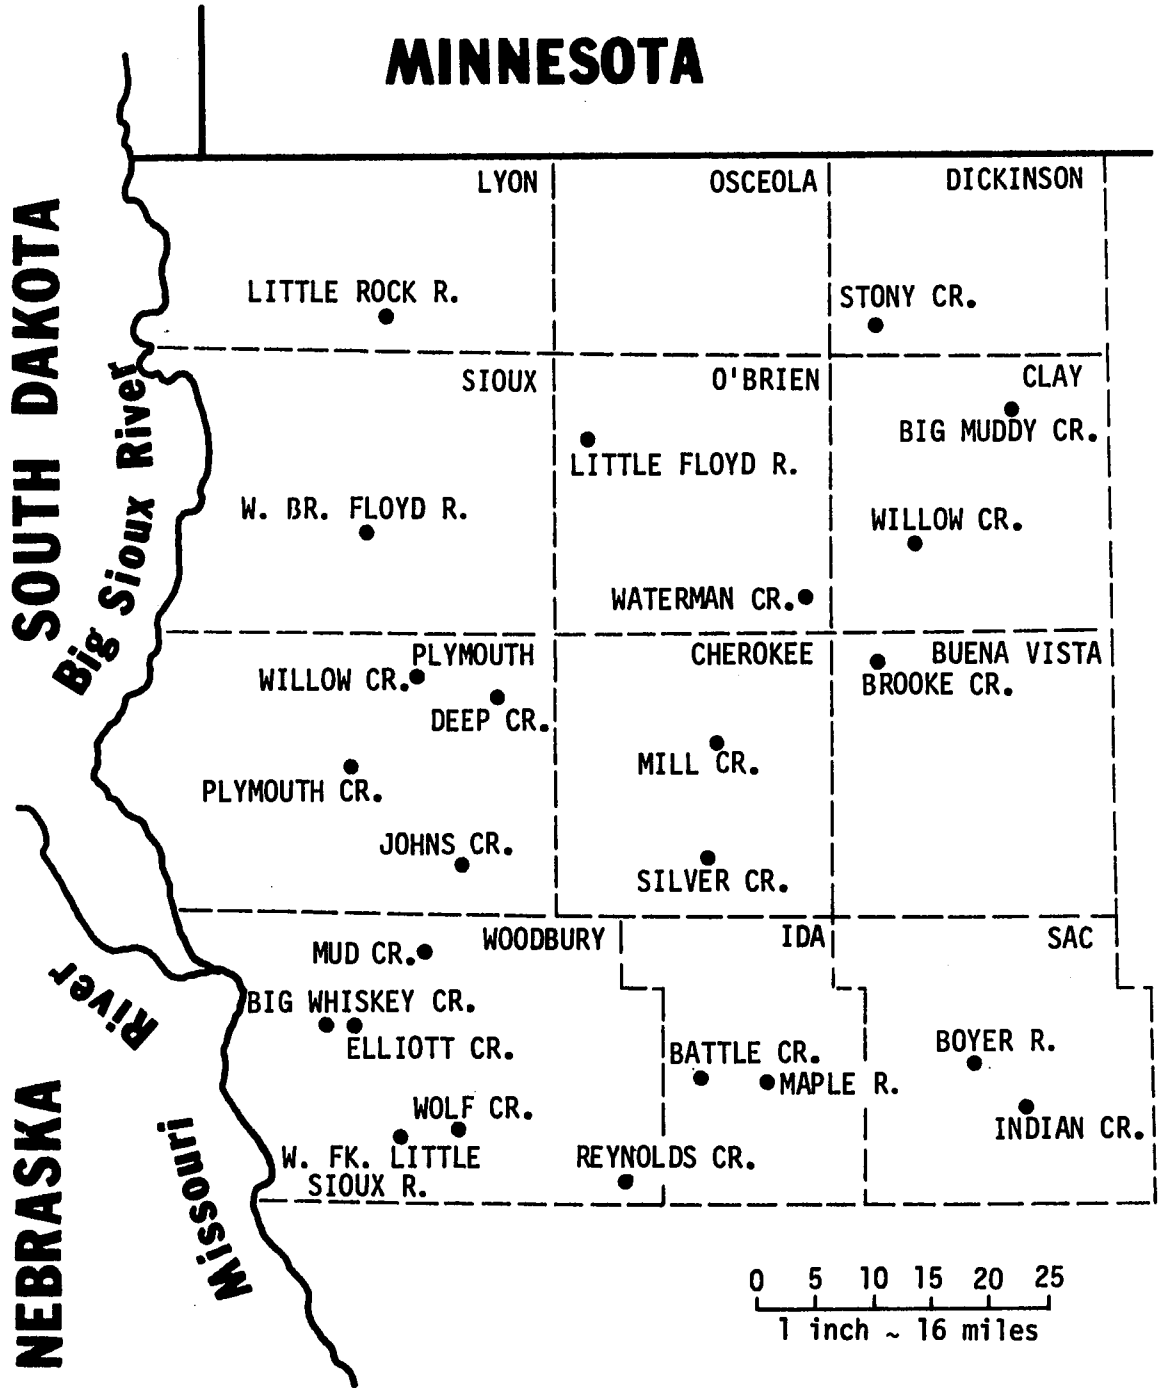 MINNESOTA
SOUTH DAKOTA
Big Sioux River
LYON
OSCEOLA
DICKINSON
LITTLE ROCK R.
STONY CR.
SIOUX
O'BRIEN
CLAY
BIG MUDDY CR.
LITTLE FLOYD R.
W. BR. FLOYD R.
WILLOW CR.
WATERMAN CR.
PLYMOUTH
CHEROKEE
BUENA VISTA
WILLOW CR.
BROOKE CR.
DEEP CR.
MILL CR.
PLYMOUTH CR.
JOHNS CR.
SILVER CR.
WOODBURY
IDA
SAC
MUD CR.
BIG WHISKEY CR.
ELLIOTT CR.
BOYER R.
BATTLE CR.
MAPLE R.
WOLF CR.
INDIAN CR.
W. FK. LITTLE
SIOUX R.
REYNOLDS CR.
NEBRASKA
Missouri
River
0 5 10 15 20 25
1 inch ~ 16 miles